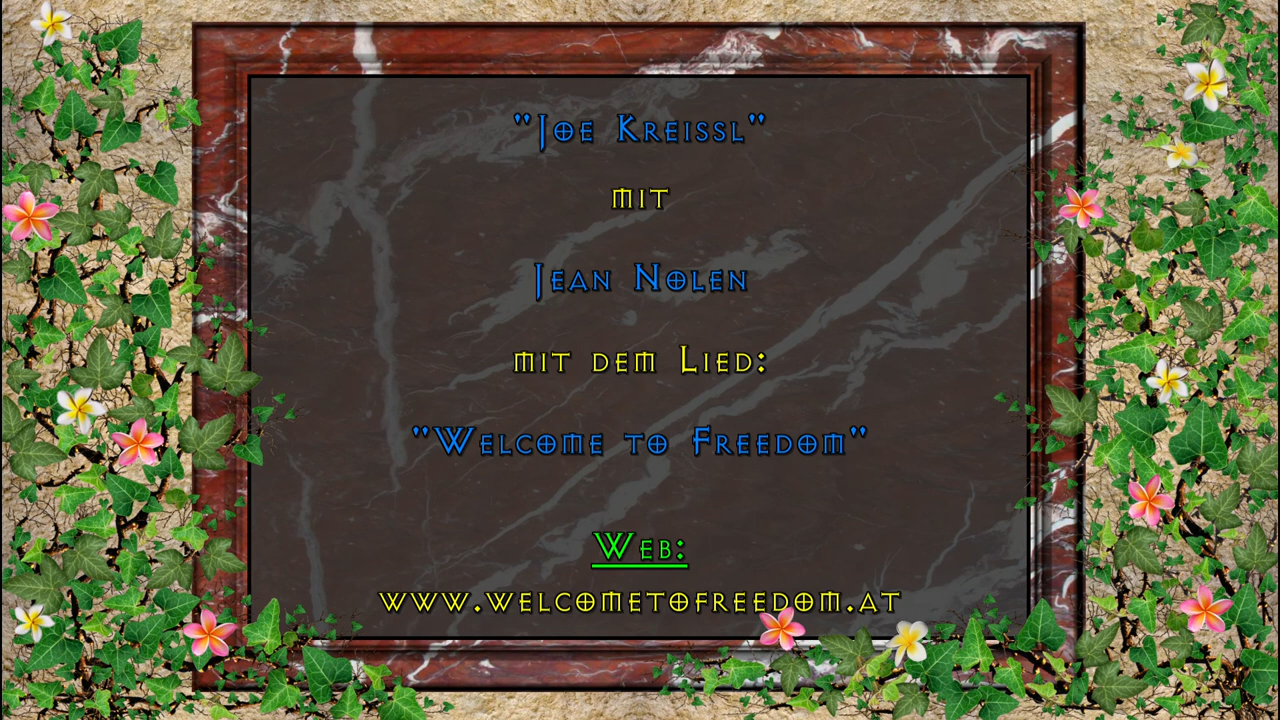 "Joe Kreissl"
mit
Jean Nolen
mit dem Lied:
"Welcome to Freedom"
Web:
www.welcometofreedom.at